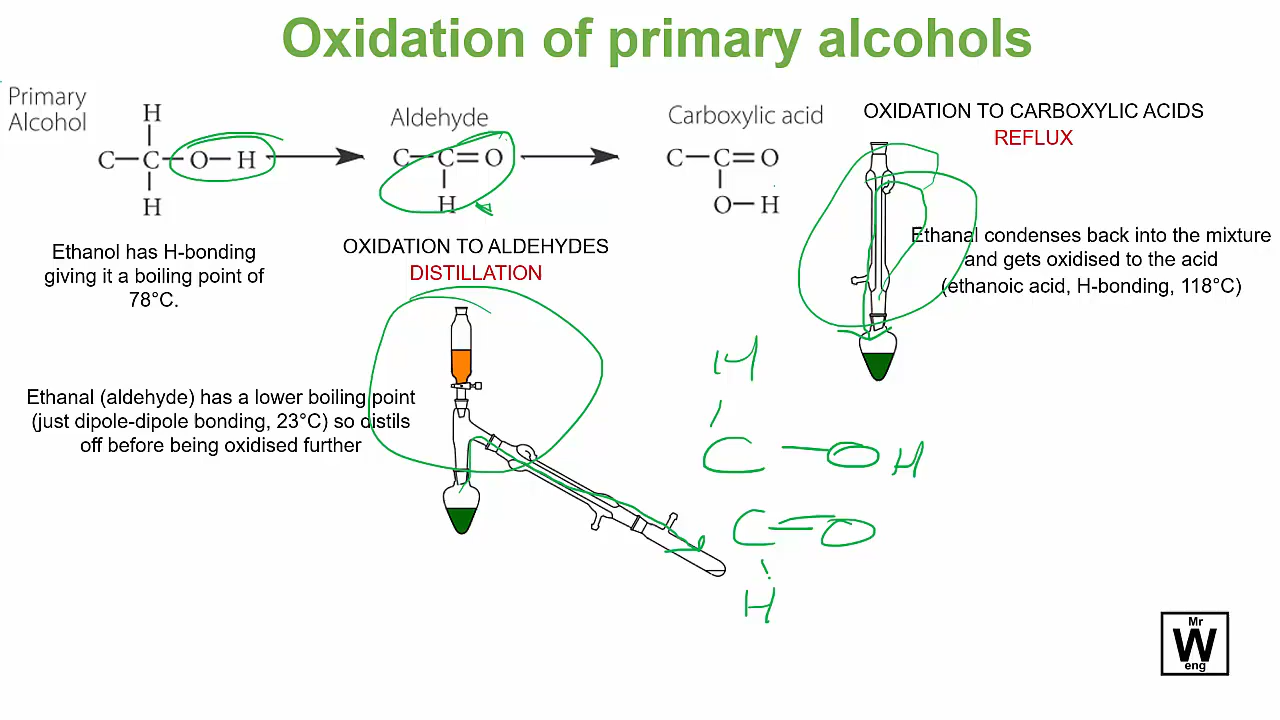 Oxidation of primary alcohols
Primary
Alcohol
H
C—C—O—H
H
Aldehyde
C—C=O
H
Carboxylic acid
C—C=O
O—H
OXIDATION TO CARBOXYLIC ACIDS
REFLUX
Ethanol has H-bonding
giving it a boiling point of
78°C.
OXIDATION TO ALDEHYDES
DISTILLATION
Ethanal condenses back into the mixture
and gets oxidised to the acid
(ethanoic acid, H-bonding, 118°C)
Ethanal (aldehyde) has a lower boiling point
(just dipole-dipole bonding, 23°C) so distils
off before being oxidised further
H
C—OH
C=O
H
Mr
W
eng